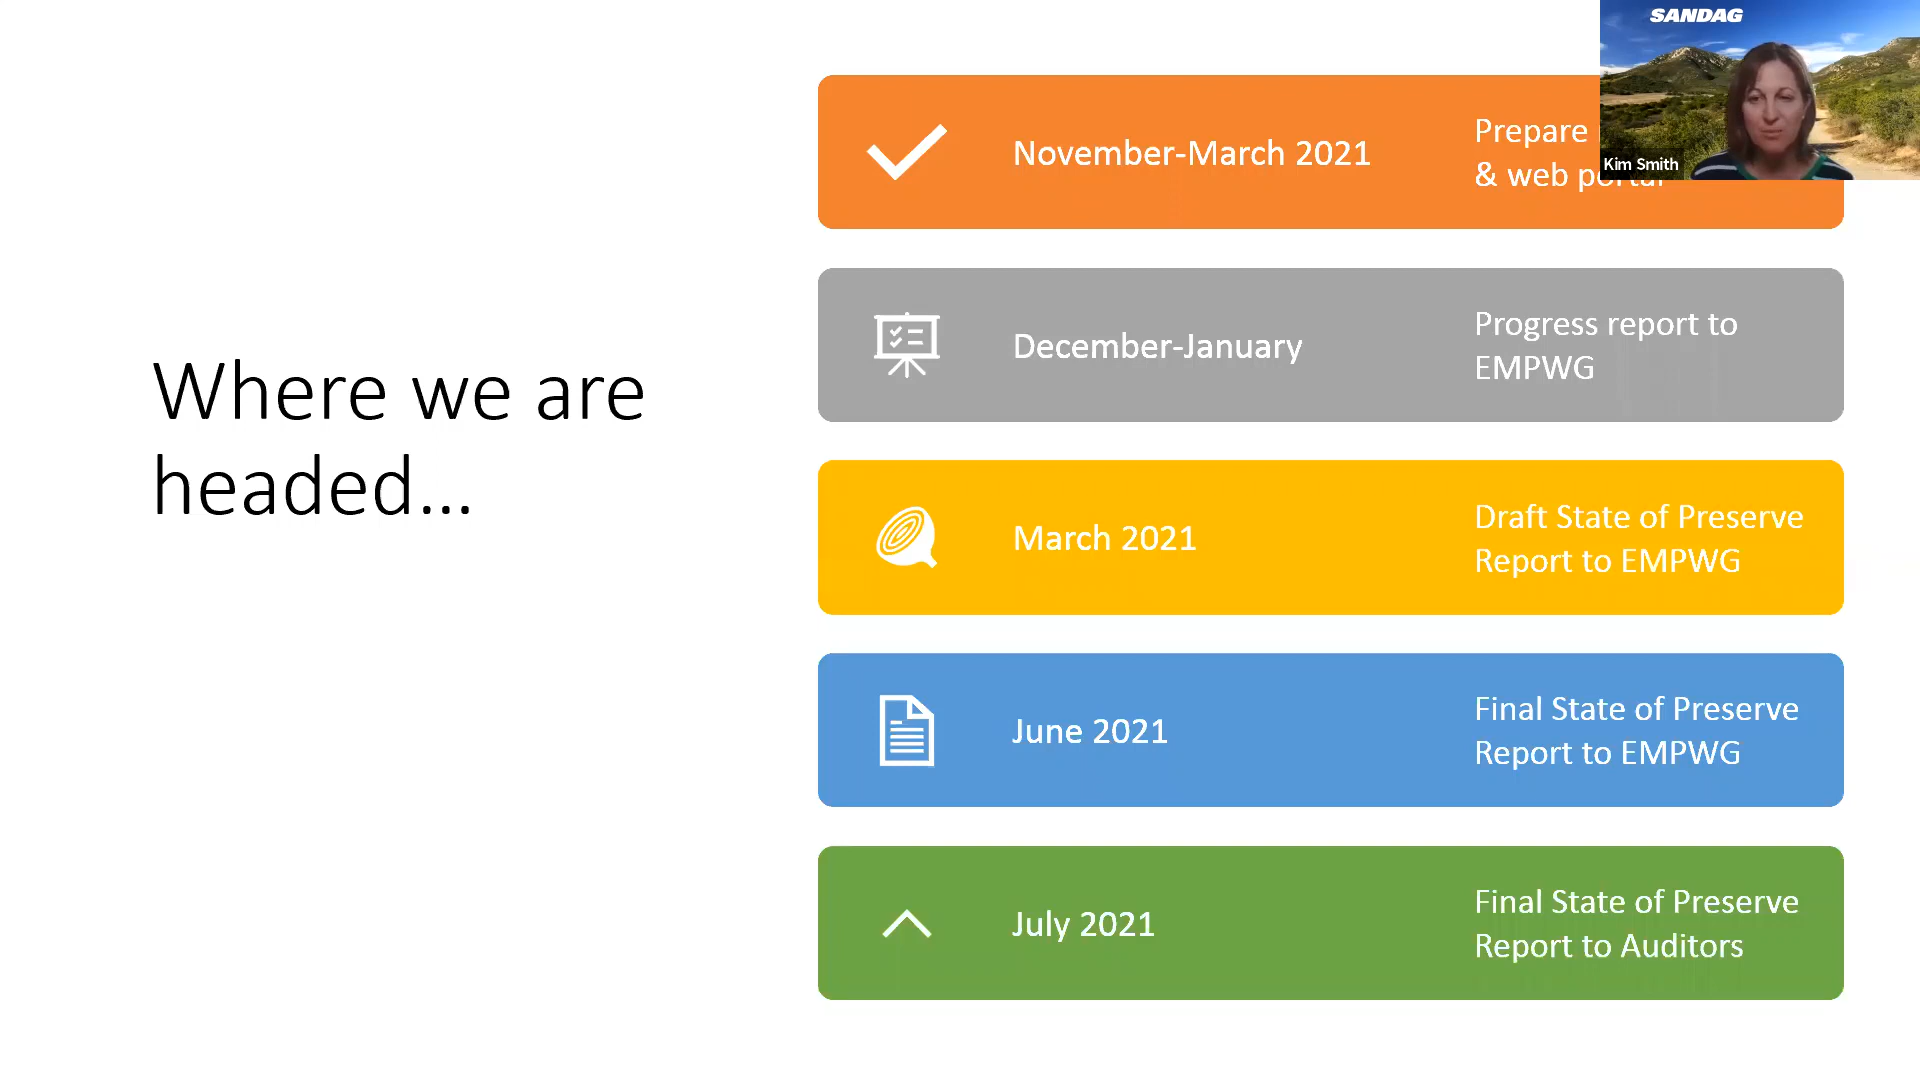 Where we are
headed...
November-March 2021
Prepare
& web portal
December-January
Progress report to
EMPWG
March 2021
Draft State of Preserve
Report to EMPWG
June 2021
Final State of Preserve
Report to EMPWG
July 2021
Final State of Preserve
Report to Auditors
SANDAG
Kim Smith